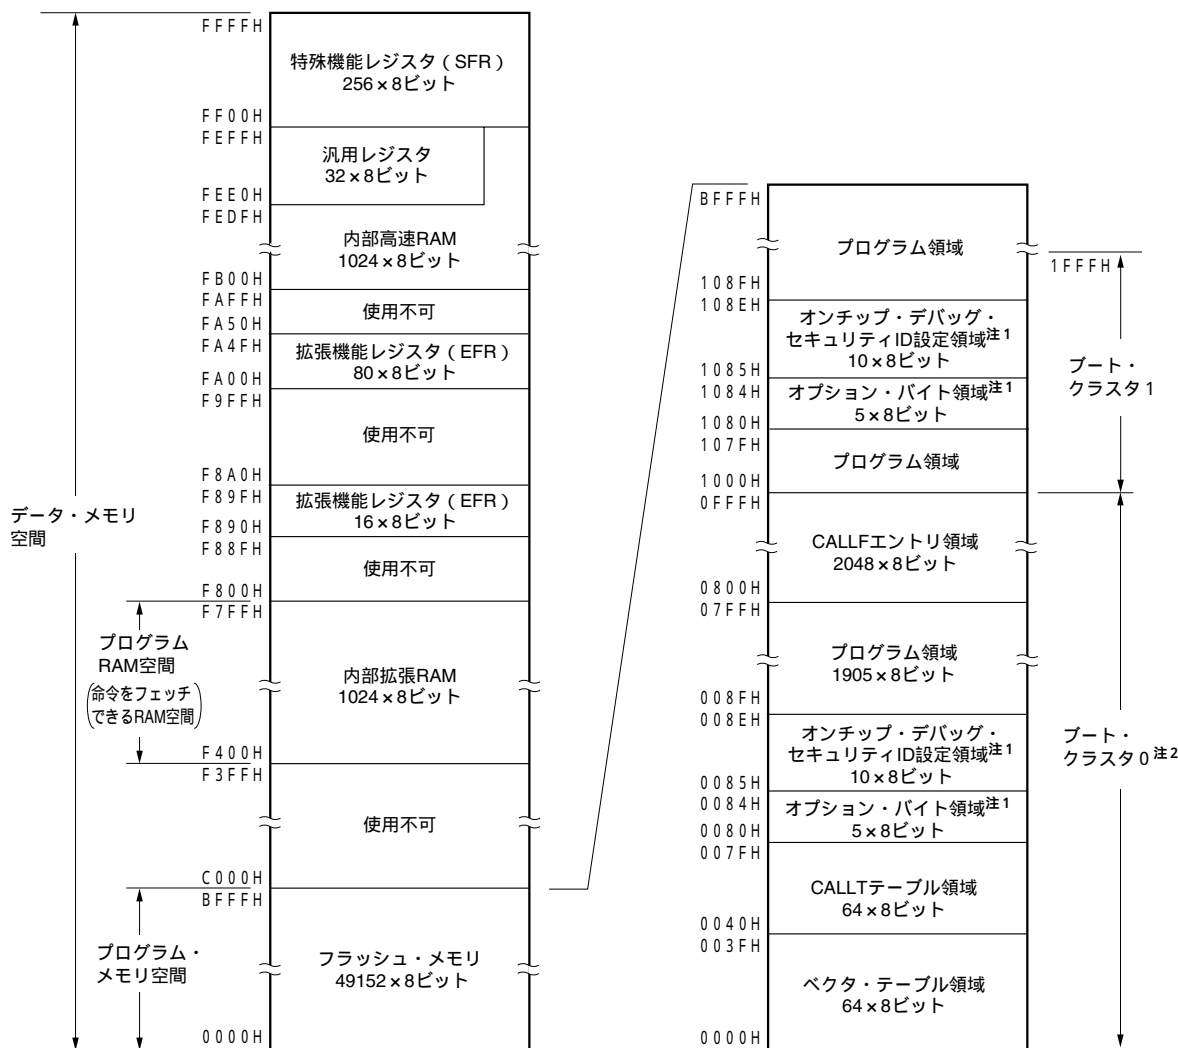 FFFFH
特殊機能レジスタ（SFR）
256×8ビット
FF00H
FEFFH
汎用レジスタ
32×8ビット
FEE0H
FEDFH
内部高速RAM
1024×8ビット
FB00H
FAFFH
使用不可
FA50H
FA4FH
拡張機能レジスタ（EFR）
80×8ビット
FA00H
F9FFH
使用不可
F8A0H
F89FH
拡張機能レジスタ（EFR）
16×8ビット
F890H
F88FH
使用不可
F800H
F7FFH
内部拡張RAM
1024×8ビット
F400H
F3FFH
使用不可
C000H
BFFFH
フラッシュ・メモリ
49152×8ビット
0000H
データ・メモリ
空間
プログラム
RAM空間
（命令をフェッチ
できるRAM空間）
プログラム・
メモリ空間
BFFFH
プログラム領域
108FH
108EH
オンチップ・デバッグ・
セキュリティID設定領域注1
10×8ビット
1085H
1084H
オプション・バイト領域注1
5×8ビット
1080H
107FH
プログラム領域
1000H
0FFFH
CALLFエントリ領域
2048×8ビット
0800H
07FFH
プログラム領域
1905×8ビット
008FH
008EH
オンチップ・デバッグ・
セキュリティID設定領域注1
10×8ビット
0085H
0084H
オプション・バイト領域注1
5×8ビット
0080H
007FH
CALLTテーブル領域
64×8ビット
0040H
003FH
ベクタ・テーブル領域
64×8ビット
0000H
1FFFH
ブート・
クラスタ1
ブート・
クラスタ0注2